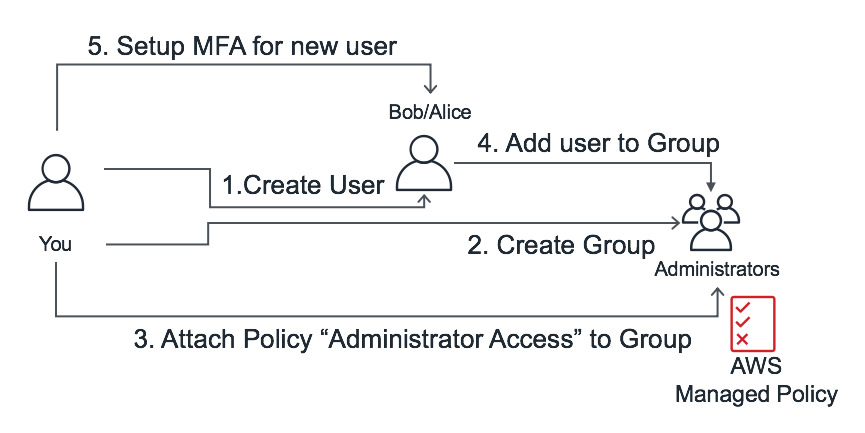 5. Setup MFA for new user
Bob/Alice
4. Add user to Group
1.Create User
You
2. Create Group
Administrators
3. Attach Policy “Administrator Access” to Group
AWS
Managed Policy